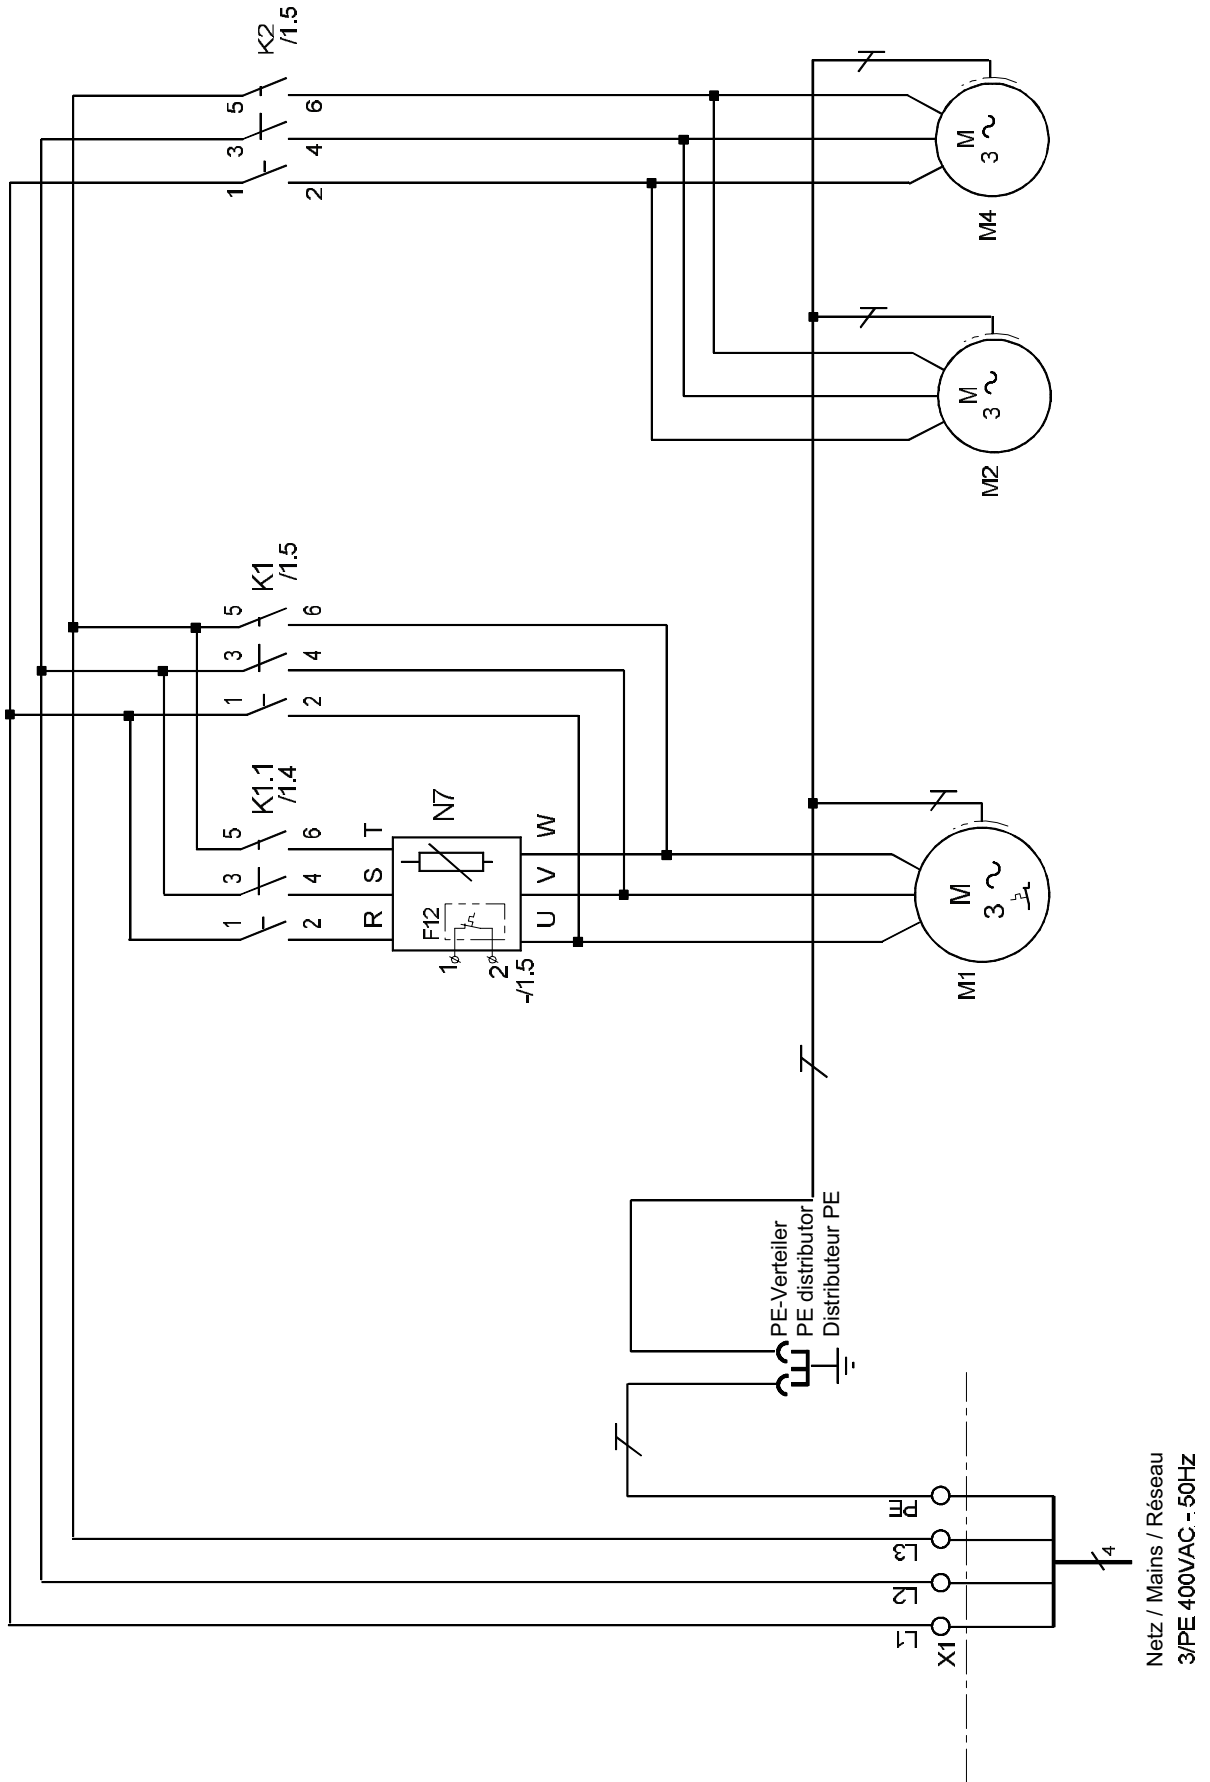 Netz / Mains / Réseau
3/PE 400VAC - 50Hz
4
X1
L1
L2
L3
PE
PE-Verteiler
PE distributor
Distributeur PE
K1.1
/1.4
1
3
5
2
4
6
R
S
T
N7
F12
1
2
-/1.5
U
V
W
M
3
M1
K1
/1.5
1
3
5
2
4
6
M
3
M2
K2
/1.5
1
3
5
2
4
6
M
3
M4